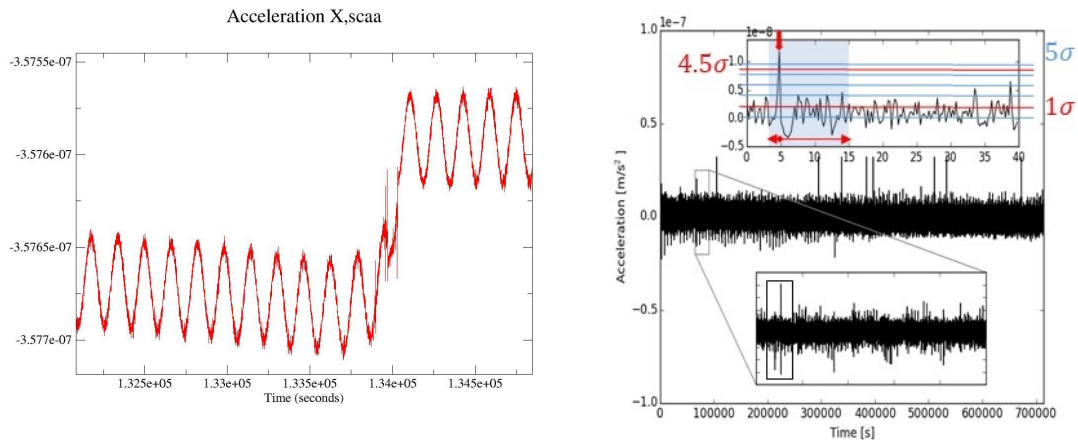 Acceleration X,scaa
-3.5755e-07
-3.576e-07
-3.5765e-07
-3.577e-07
1.325e+05
1.33e+05
1.335e+05
1.34e+05
1.345e+05
Time (seconds)
1e-7
1.0
0.5
0.0
-0.5
-1.0
Acceleration [m/s²]
0
100000
200000
300000
400000
500000
600000
700000
Time [s]
1e-8
1.0
0.5
0.0
-0.5
0
5
10
15
20
25
30
35
40
4.5σ
5σ
1σ